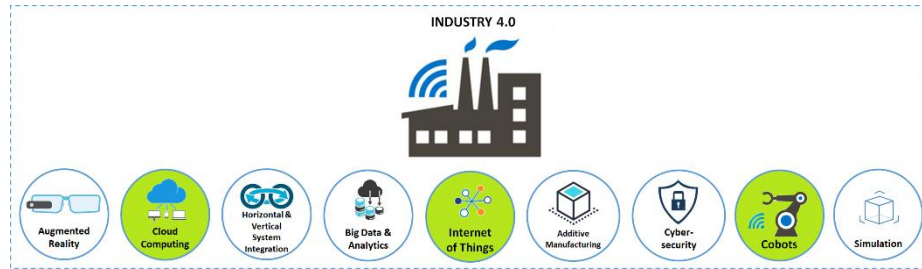 INDUSTRY 4.0
Augmented
Reality
Cloud
Computing
Horizontal &
Vertical
System
Integration
Big Data &
Analytics
Internet
of Things
Additive
Manufacturing
Cyber-
security
Cobots
Simulation